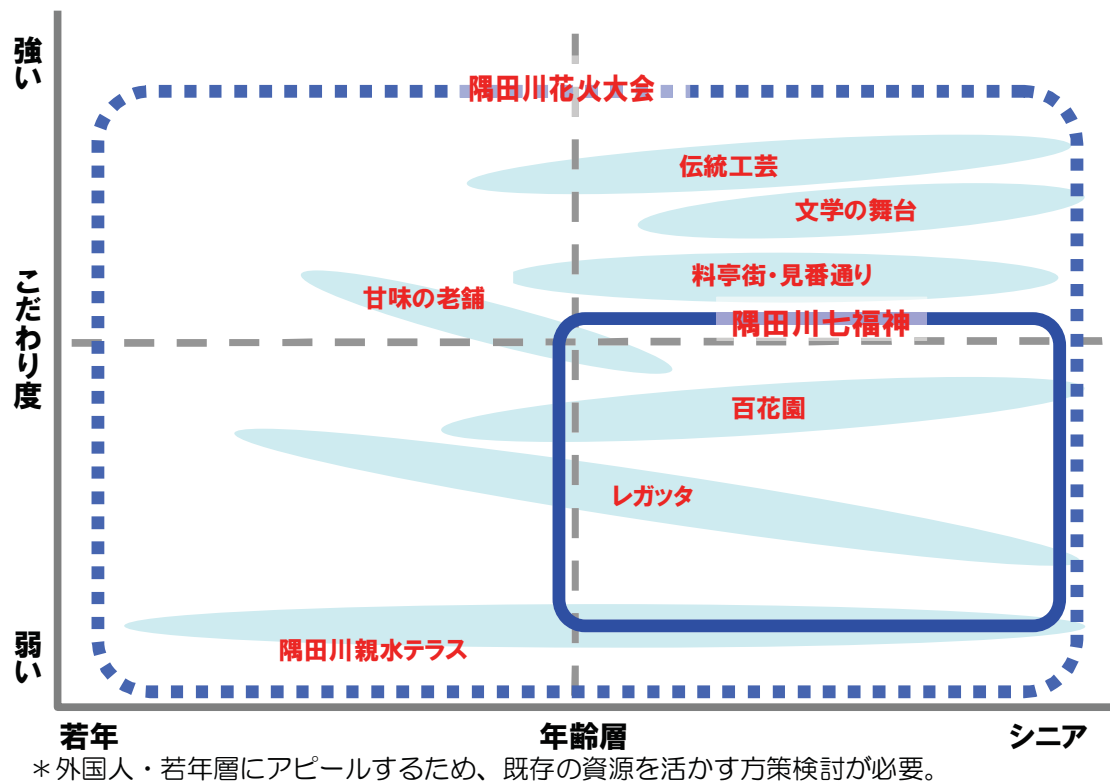 強い
隅田川花火大会
伝統工芸
文学の舞台
料亭街・見番通り
甘味の老舗
隅田川七福神
こだわり度
百花園
レガッタ
隅田川親水テラス
弱い
若年
年齢層
シニア
＊外国人・若年層にアピールするため、既存の資源を活かす方策検討が必要。